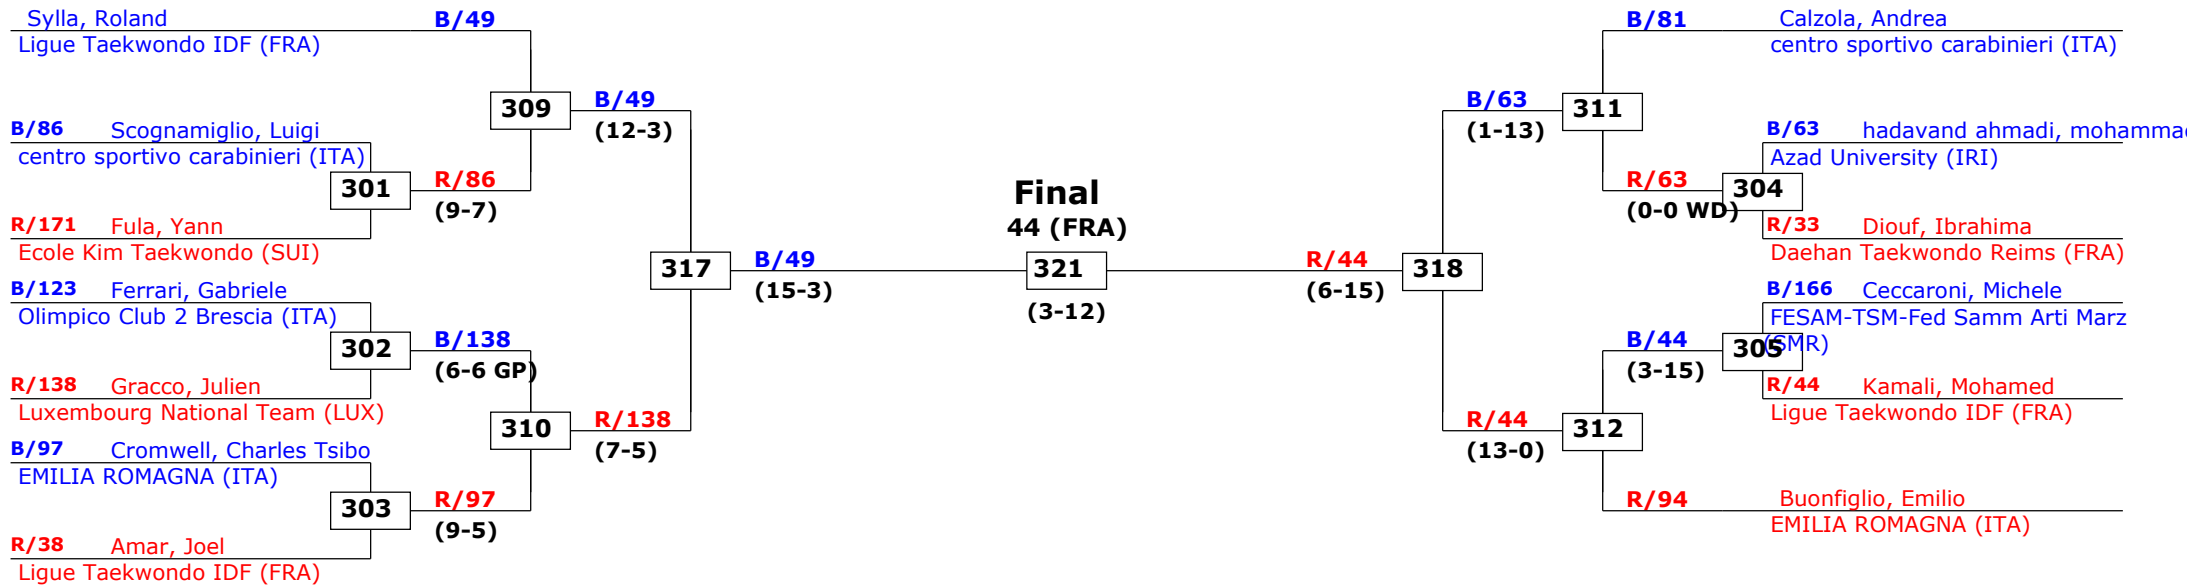 Sylla, Roland
B/49
Ligue Taekwondo IDF (FRA)
309
B/49
(12-3)
B/86 Scognamiglio, Luigi
centro sportivo carabinieri (ITA)
301
R/86
(9-7)
R/171 Fula, Yann
Ecole Kim Taekwondo (SUI)
317
B/49
(15-3)
B/123 Ferrari, Gabriele
Olimpico Club 2 Brescia (ITA)
302
B/138
(6-6 GP)
R/138 Gracco, Julien
Luxembourg National Team (LUX)
310
R/138
(7-5)
B/97 Cromwell, Charles Tsibo
EMILIA ROMAGNA (ITA)
303
R/97
(9-5)
R/38 Amar, Joel
Ligue Taekwondo IDF (FRA)
Final
44 (FRA)
321
(3-12)
B/81
Calzola, Andrea
centro sportivo carabinieri (ITA)
B/63
(1-13)
311
B/63 hadavand ahmadi, mohammad
Azad University (IRI)
R/63
(0-0 WD)
304
R/33 Diouf, Ibrahima
Daehan Taekwondo Reims (FRA)
R/44
(6-15)
318
B/166 Ceccaroni, Michele
FESAM-TSM-Fed Samm Arti Marz
(SMR)
B/44
(3-15)
305
R/44 Kamali, Mohamed
Ligue Taekwondo IDF (FRA)
R/44
(13-0)
312
R/94
Buonfiglio, Emilio
EMILIA ROMAGNA (ITA)